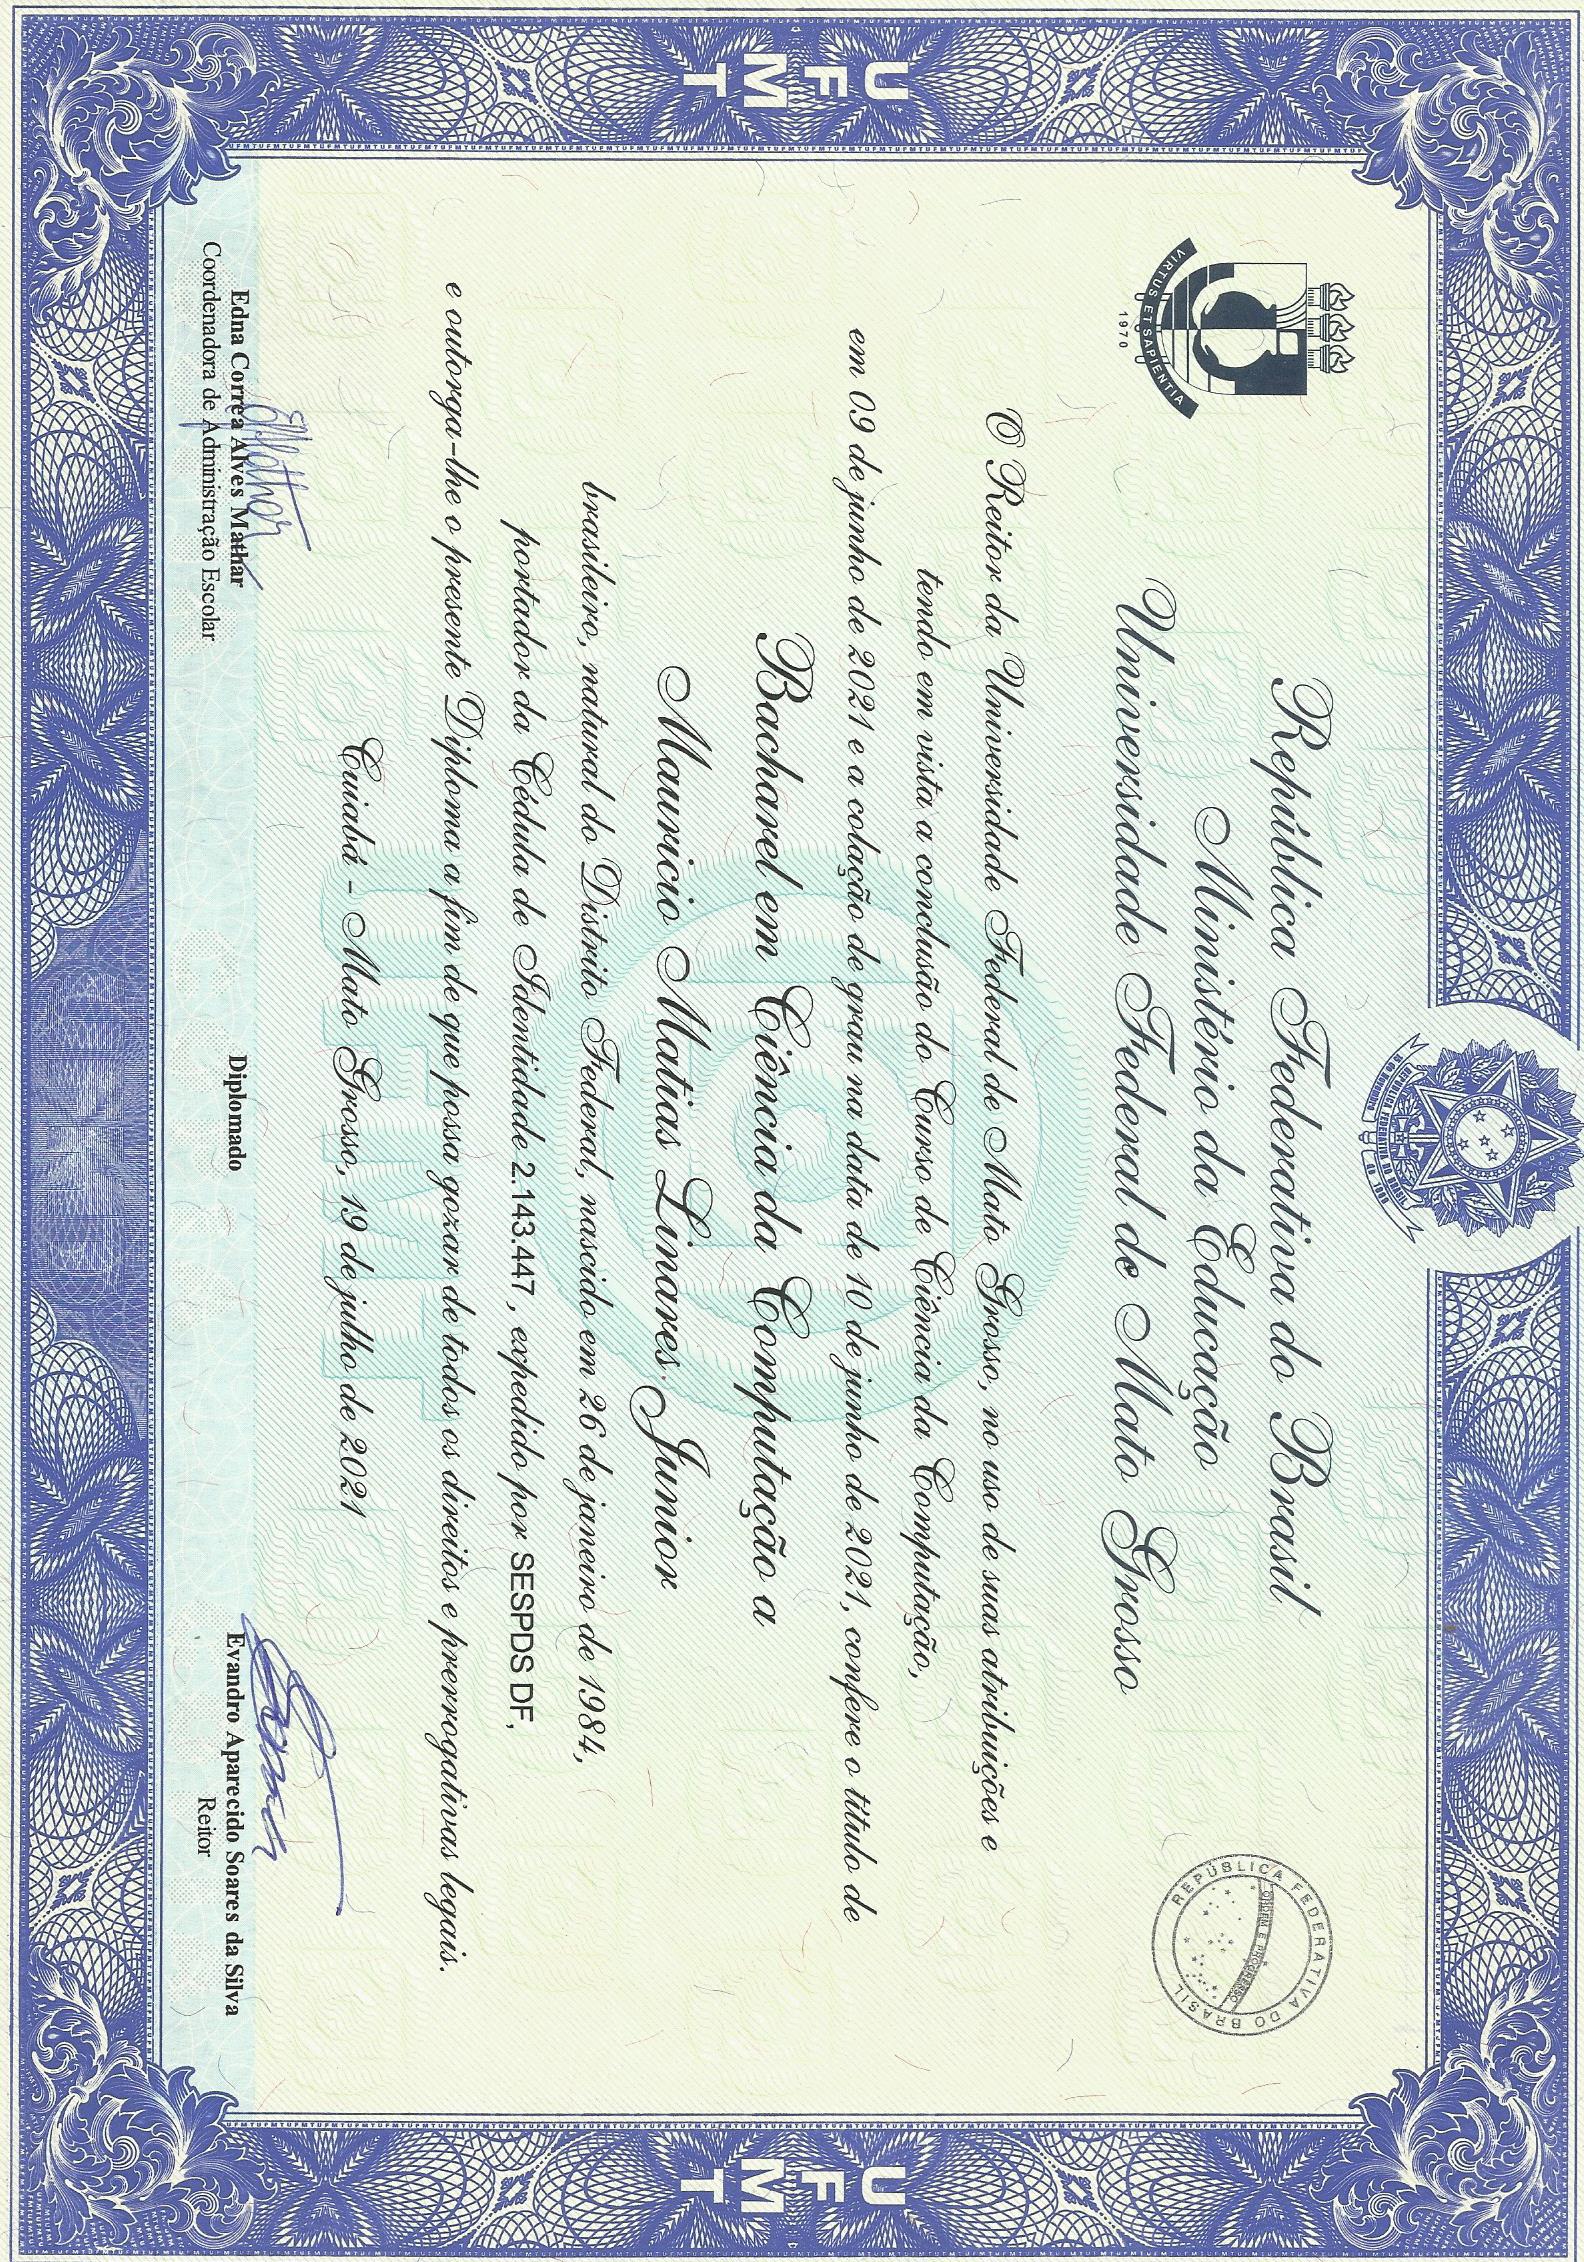 UFMT
UFMT
REPÚBLICA FEDERATIVA DO BRASIL
VIRTUS ET SAPIENTIA
1970
REPÚBLICA FEDERATIVA DO BRASIL
ORDEM E PROGRESSO
República Federativa do Brasil
Ministério da Educação
Universidade Federal de Mato Grosso
O Reitor da Universidade Federal de Mato Grosso, no uso de suas atribuições e
tendo em vista a conclusão do Curso de Ciência da Computação,
em 09 de junho de 2021 e a colação de grau na data de 10 de junho de 2021, confere o título de
Bacharel em Ciência da Computação a
Mauricio Matias Linares Junior
brasileiro, natural do Distrito Federal, nascido em 26 de janeiro de 1984,
portador da Cédula de Identidade 2.143.447 , expedido por SESPDS DF,
e outorga-lhe o presente Diploma a fim de que possa gozar de todos os direitos e prerrogativas legais.
Cuiabá - Mato Grosso, 19 de julho de 2021
UFMT
Edna Corrêa Alves Mathar
Coordenadora de Administração Escolar
Diplomado
Evandro Aparecido Soares da Silva
Reitor